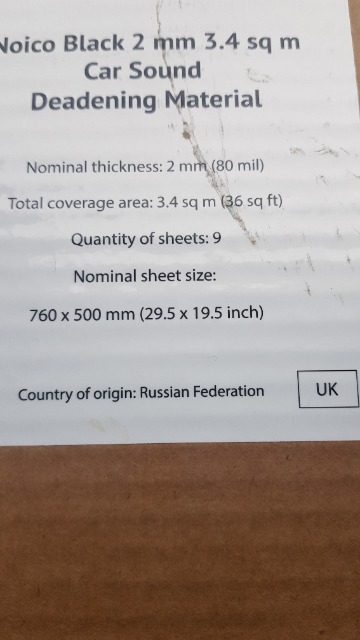 Noico Black 2 mm 3.4 sq m
Car Sound
Deadening Material
Nominal thickness: 2 mm (80 mil)
Total coverage area: 3.4 sq m (36 sq ft)
Quantity of sheets: 9
Nominal sheet size:
760 x 500 mm (29.5 x 19.5 inch)
Country of origin: Russian Federation
UK